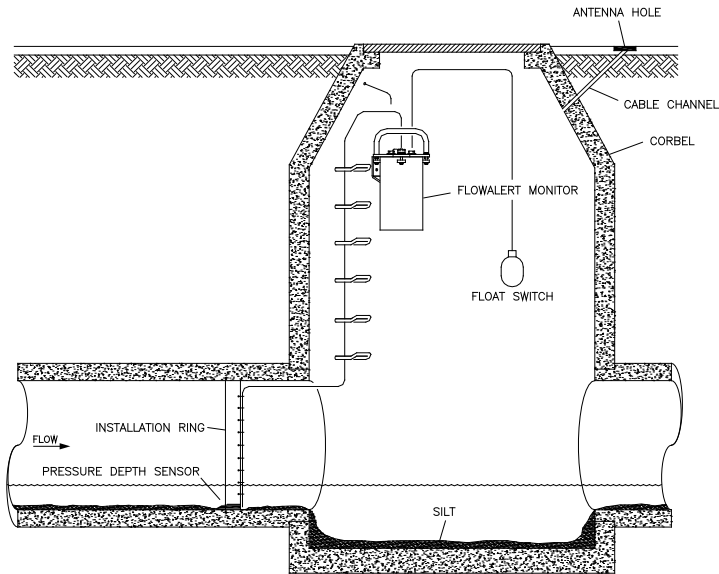 ANTENNA HOLE
CABLE CHANNEL
CORBEL
FLOWALERT MONITOR
FLOAT SWITCH
INSTALLATION RING
FLOW
PRESSURE DEPTH SENSOR
SILT